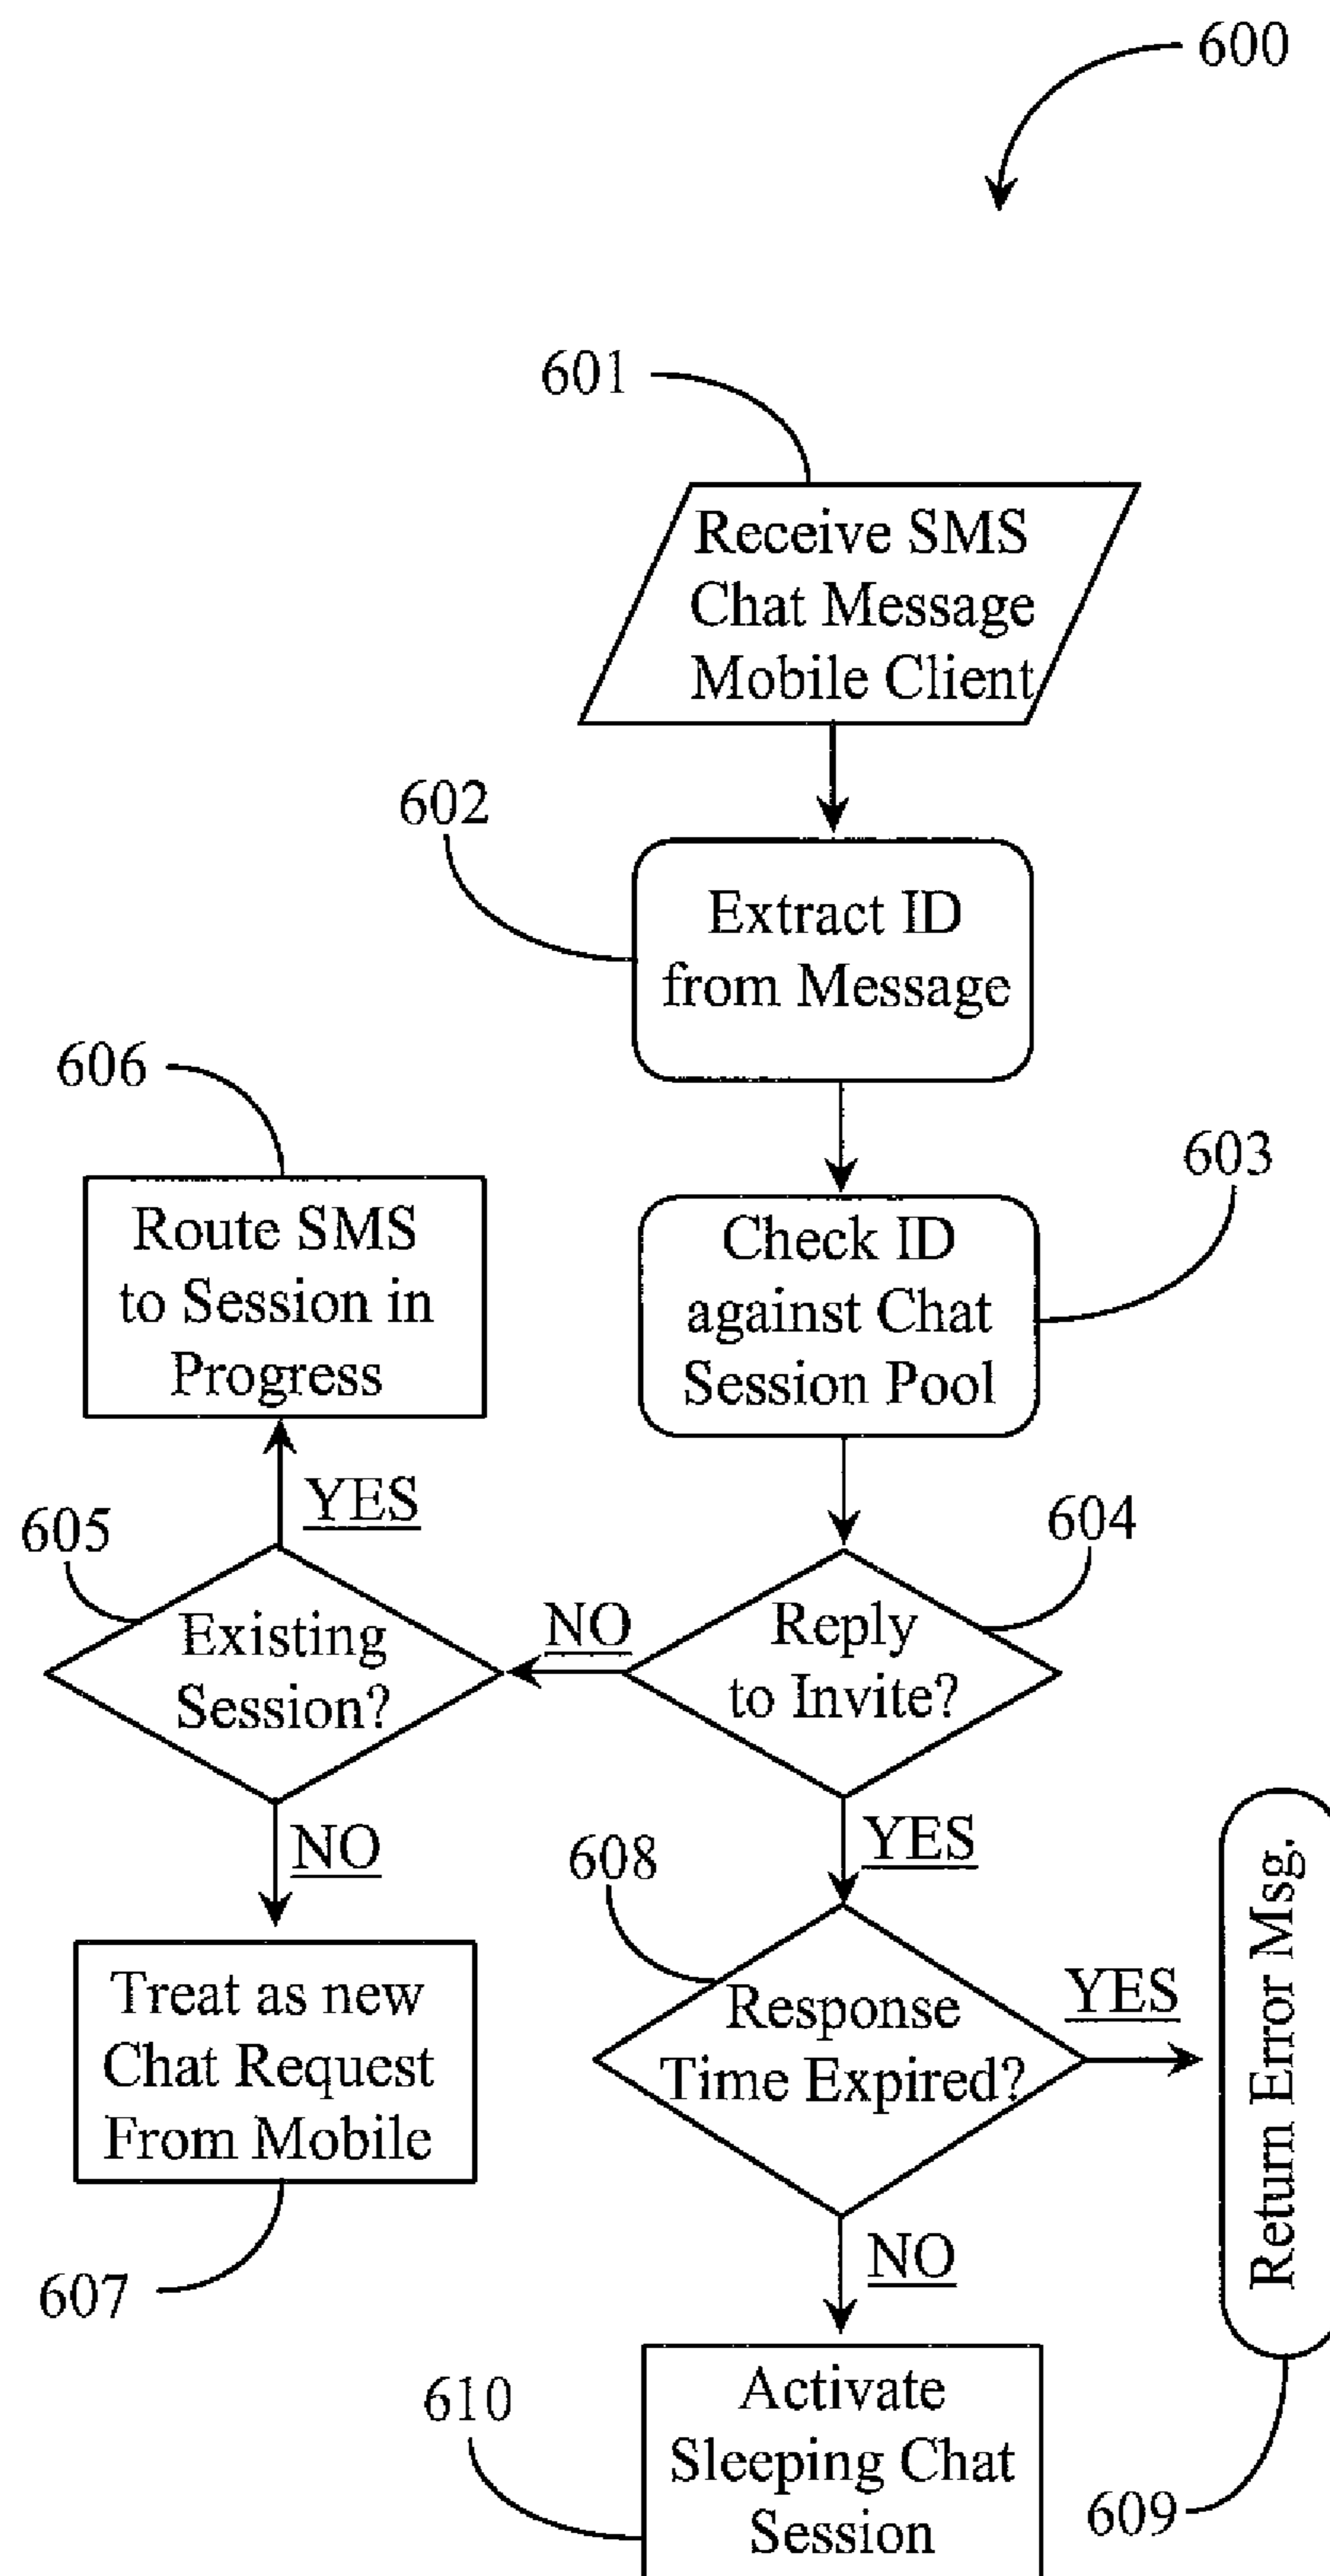 600
601
Receive SMS
Chat Message
Mobile Client
602
Extract ID
from Message
606
603
Route SMS
to Session in
Progress
Check ID
against Chat
Session Pool
YES
605
604
Existing
Session?
NO
Reply
to Invite?
NO
YES
608
Treat as new
Chat Request
From Mobile
Response
Time Expired?
YES
Return Error Msg.
607
NO
610
Activate
Sleeping Chat
Session
609